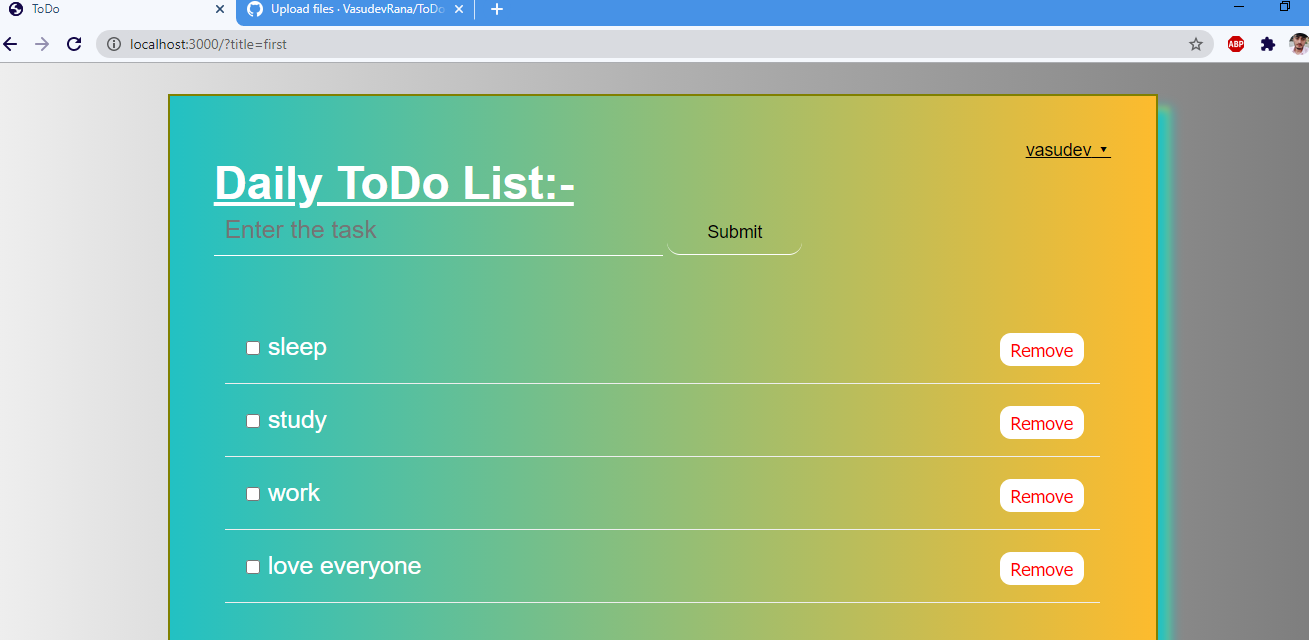 ToDo
Upload files · VasudevRana/ToDo
localhost:3000/?title=first
ABP
vasudev
Daily ToDo List:-
Enter the task
Submit
sleep
Remove
study
Remove
work
Remove
love everyone
Remove